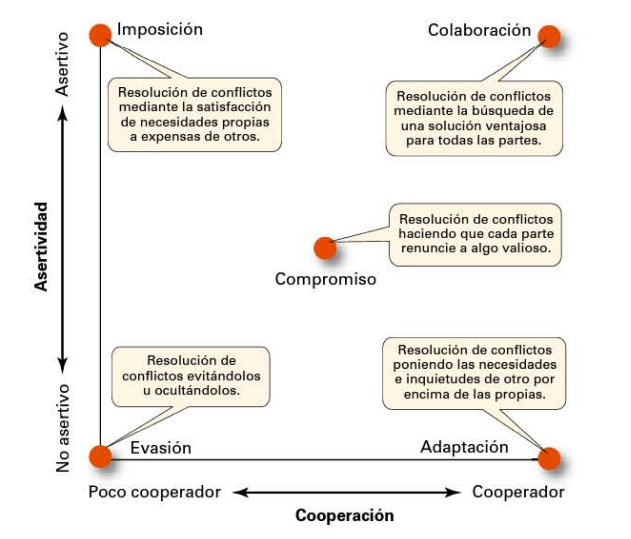 Imposición
Colaboración
Asertivo
Resolución de conflictos
mediante la satisfacción
de necesidades propias
a expensas de otros.
Resolución de conflictos
mediante la búsqueda de
una solución ventajosa
para todas las partes.
Asertividad
Resolución de conflictos
haciendo que cada parte
renuncie a algo valioso.
Compromiso
Resolución de
conflictos evitándolos
u ocultándolos.
Resolución de conflictos
poniendo las necesidades
e inquietudes de otro por
encima de las propias.
No asertivo
Evasión
Adaptación
Poco cooperador
Cooperador
Cooperación